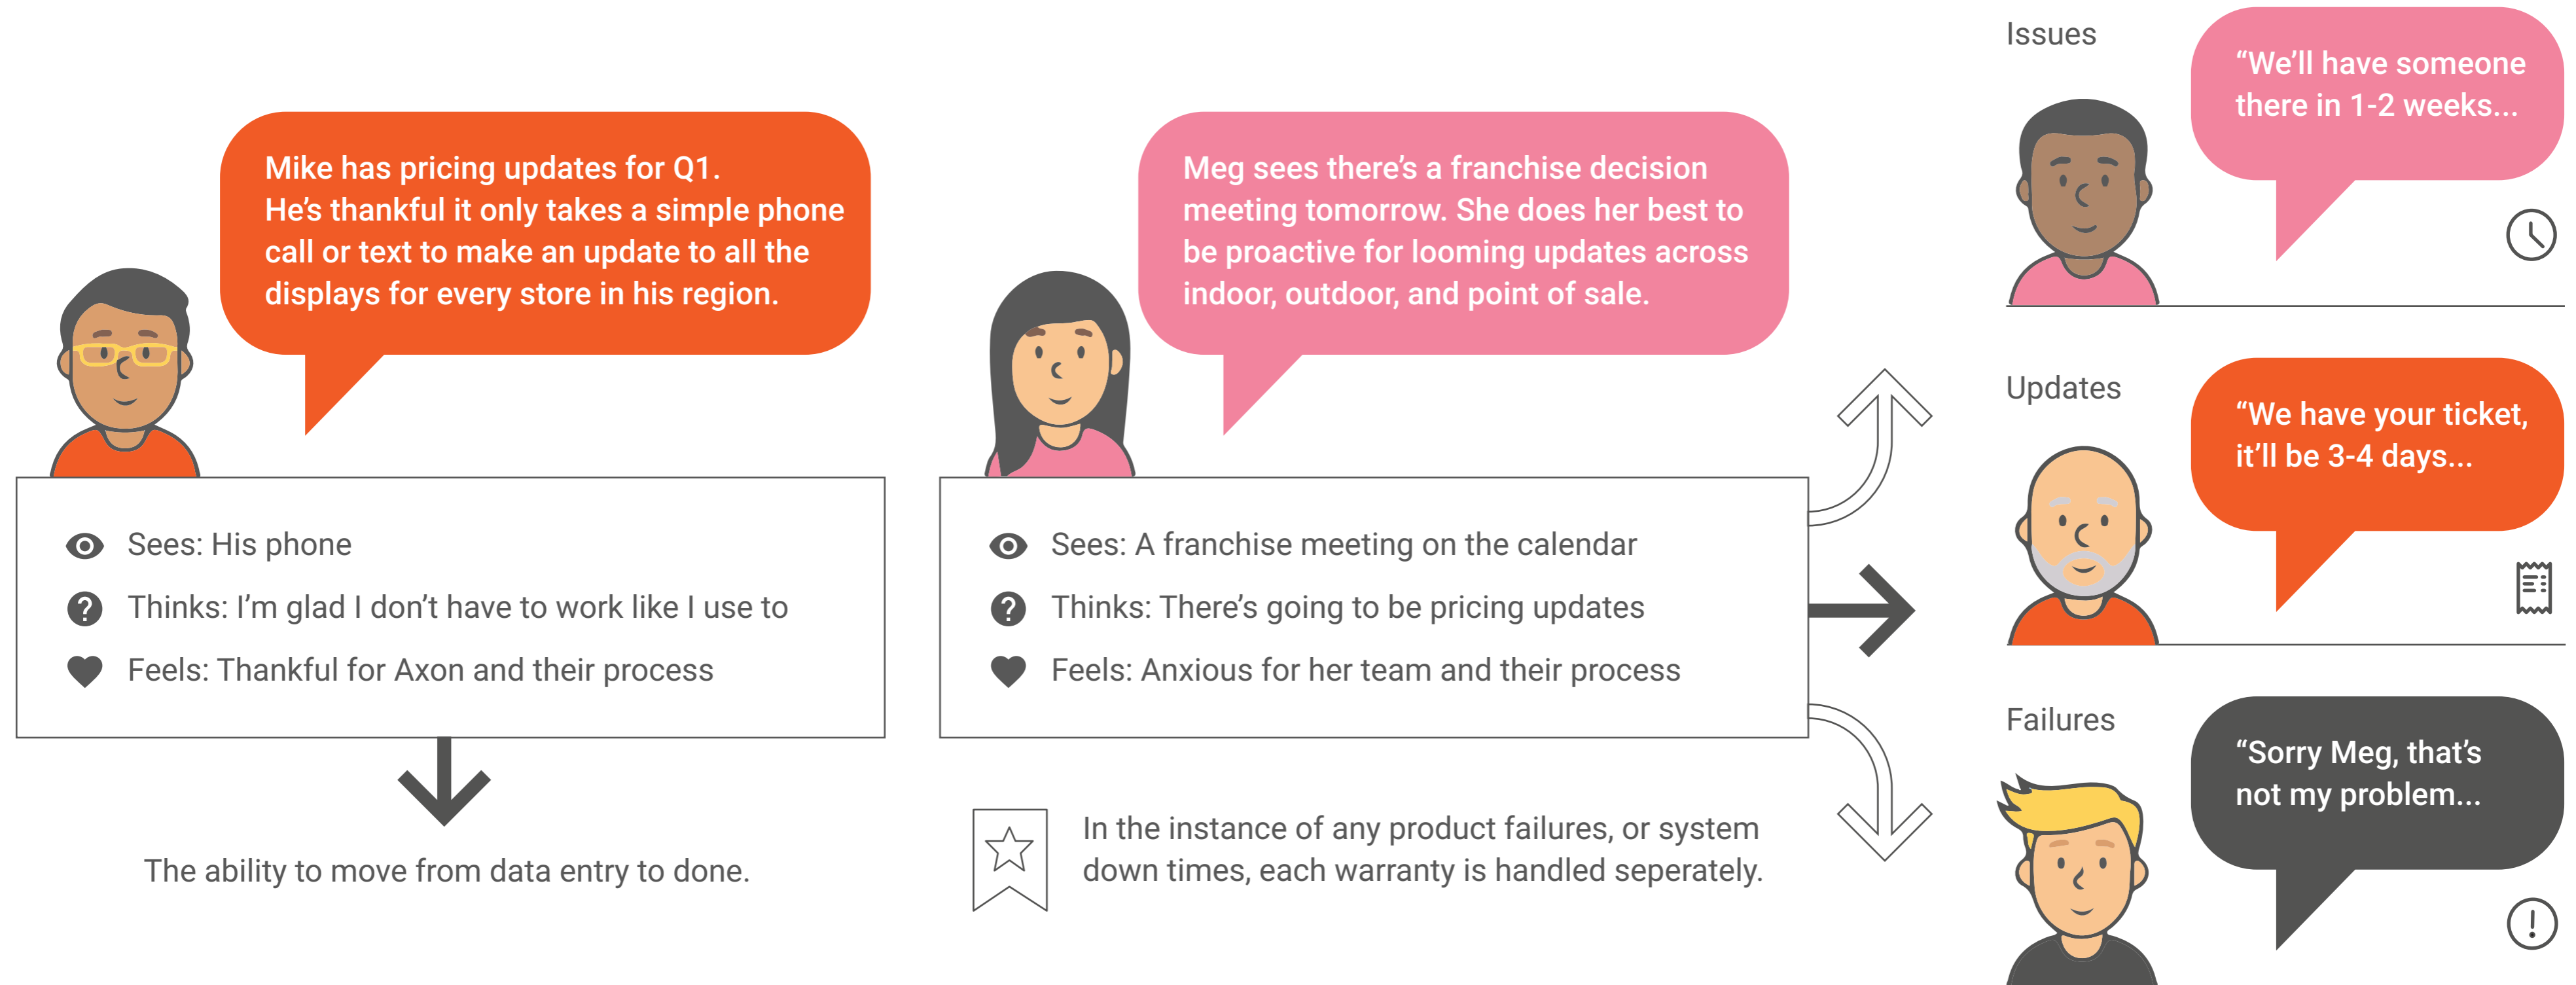 Mike has pricing updates for Q1.
He’s thankful it only takes a simple phone
call or text to make an update to all the
displays for every store in his region.
Sees: His phone
Thinks: I’m glad I don’t have to work like I use to
Feels: Thankful for Axon and their process
The ability to move from data entry to done.
Meg sees there’s a franchise decision
meeting tomorrow. She does her best to
be proactive for looming updates across
indoor, outdoor, and point of sale.
Sees: A franchise meeting on the calendar
Thinks: There’s going to be pricing updates
Feels: Anxious for her team and their process
In the instance of any product failures, or system
down times, each warranty is handled seperately.
Issues
“We’ll have someone
there in 1-2 weeks...
Updates
“We have your ticket,
it’ll be 3-4 days...
Failures
“Sorry Meg, that’s
not my problem...